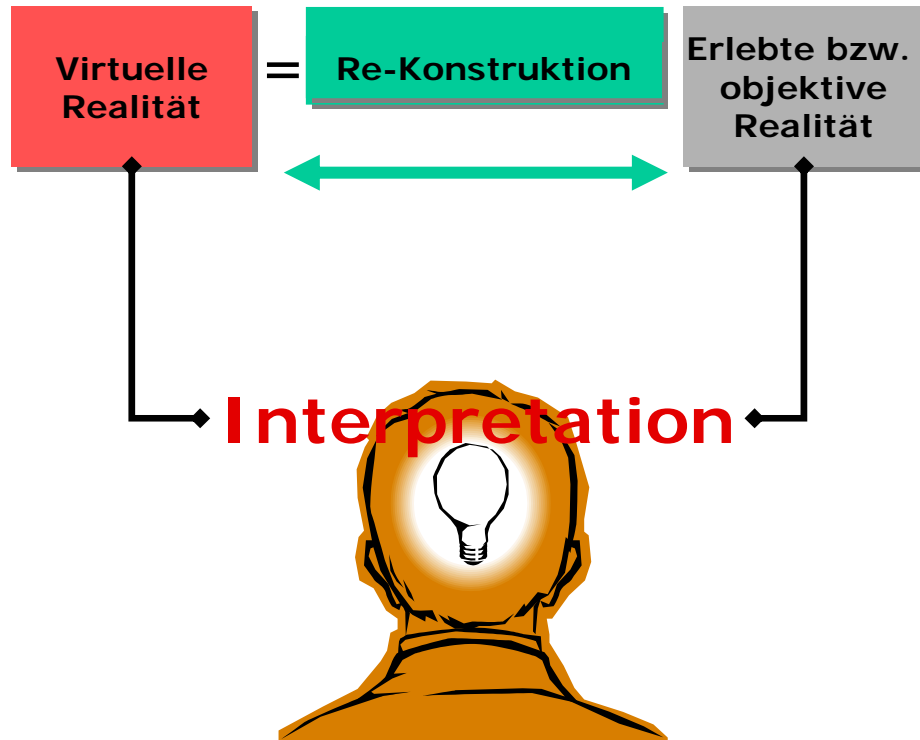 Virtuelle
Realität
=
Re-Konstruktion
Erlebte bzw.
objektive
Realität
Interpretation